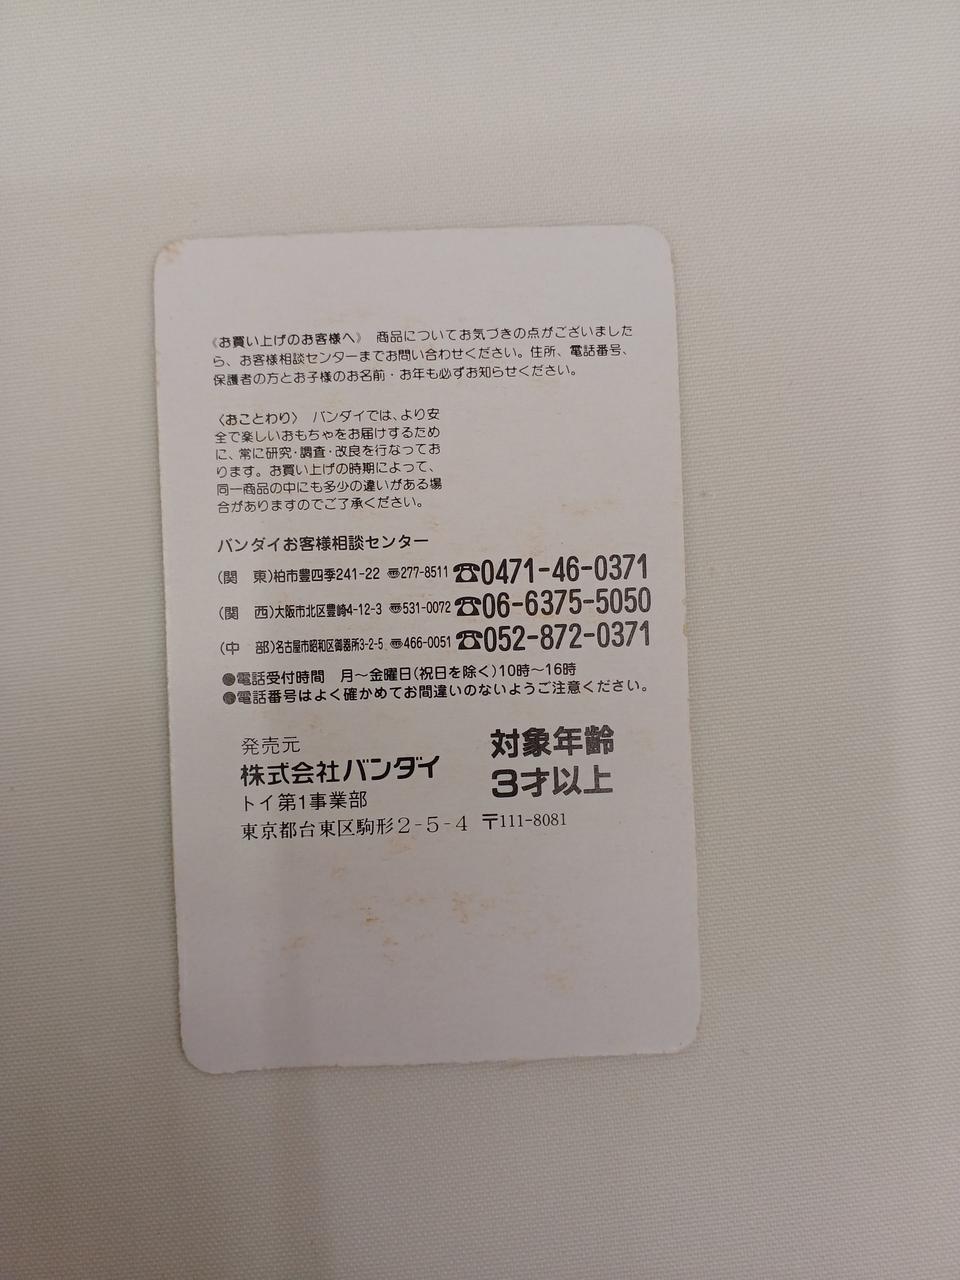 《お買い上げのお客様へ》 商品についてお気づきの点がございました
ら、お客様相談センターまでお問い合わせください。住所、電話番号、
保護者の方とお子様のお名前・お年も必ずお知らせください。
〈おことわり〉 バンダイでは、より安
全で楽しいおもちゃをお届けするため
に、常に研究・調査・改良を行なってお
ります。お買い上げの時期によって、
同一商品の中にも多少の違いがある場
合がありますのでご了承ください。
バンダイお客様相談センター
(関 東)柏市豊四季241-22 〠277-8511 ☎0471-46-0371
(関 西)大阪市北区豊崎4-12-3 〠531-0072 ☎06-6375-5050
(中 部)名古屋市昭和区御器所3-2-5 〠466-0051 ☎052-872-0371
●電話受付時間 月〜金曜日(祝日を除く)10時〜16時
●電話番号はよく確かめてお間違いのないようご注意ください。
発売元
株式会社バンダイ
トイ第1事業部
東京都台東区駒形2-5-4 〒111-8081
対象年齢
3才以上